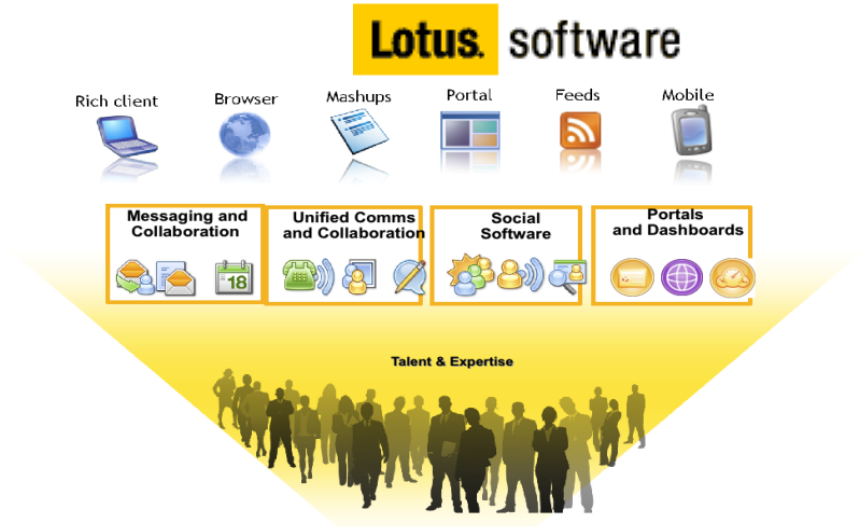 Lotus. software
Rich client Browser Mashups Portal Feeds Mobile
Messaging and
Collaboration
Unified Comms
and Collaboration
Social
Software
Portals
and Dashboards
18
Talent & Expertise